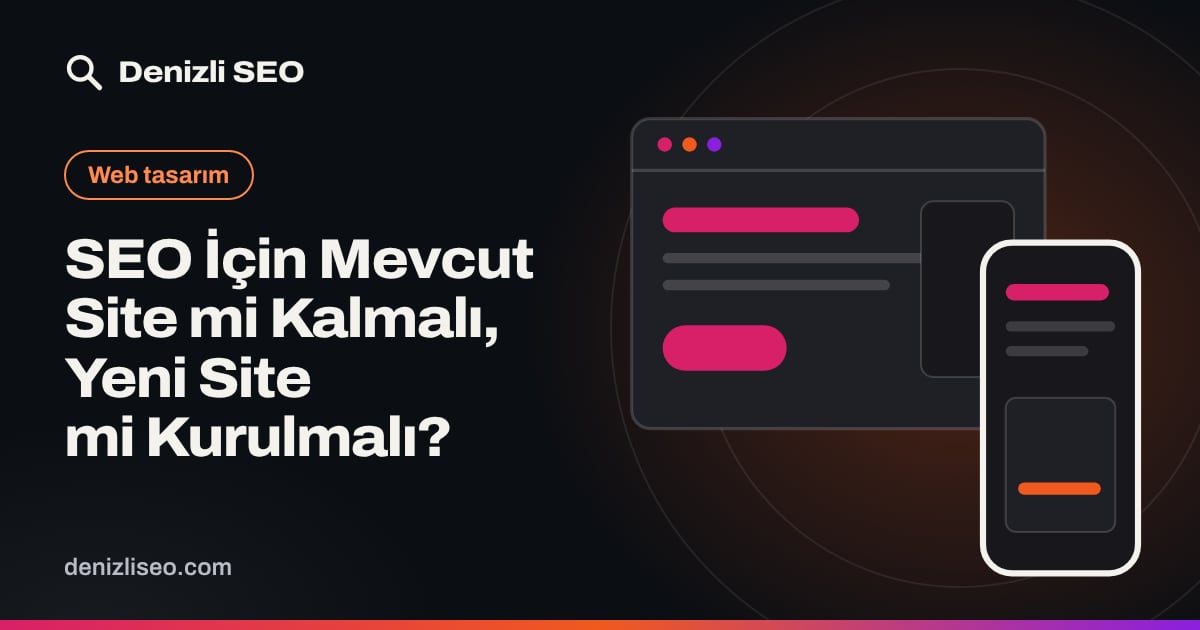 Denizli SEO
Web tasarım
SEO İçin Mevcut
Site mi Kalmalı,
Yeni Site
mi Kurulmalı?
denizliseo.com